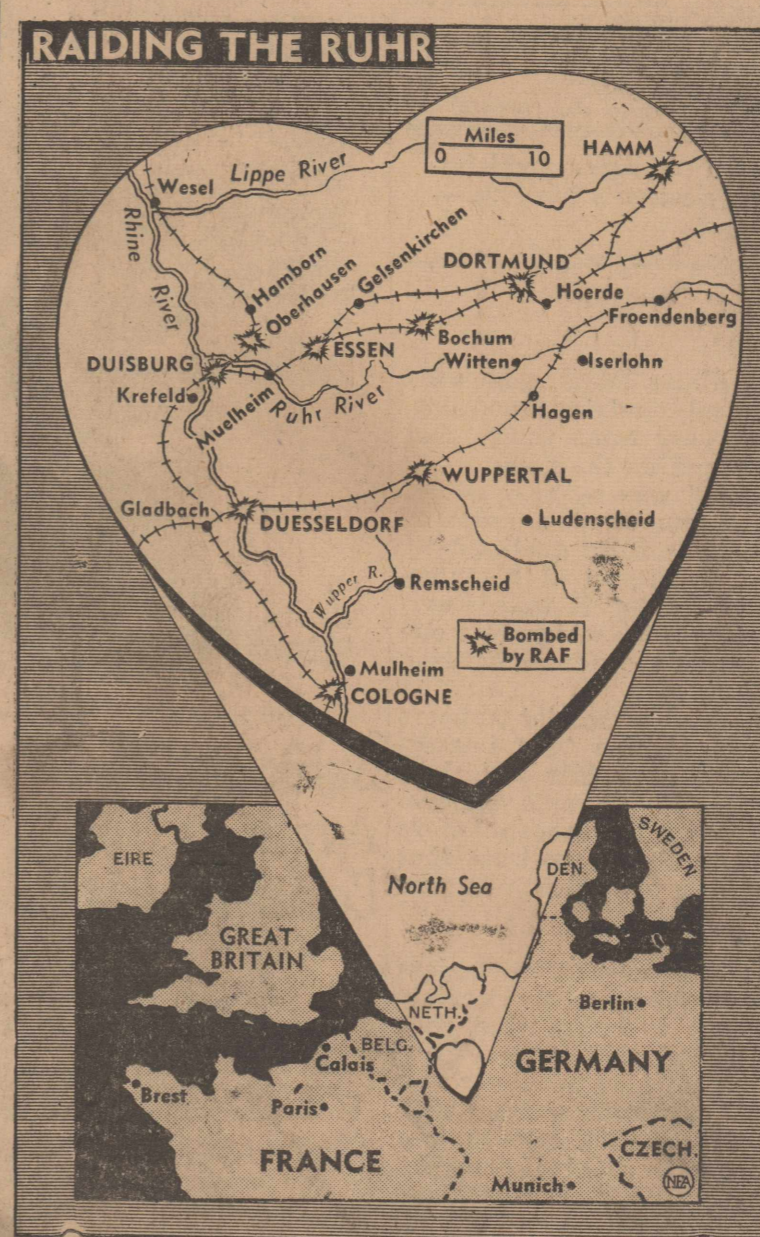 RAIDING THE RUHR
Miles
0 10
HAMM
Lippe River
Wesel
Rhine River
Hamborn
Oberhausen
Gelsenkirchen
DORTMUND
Hoerde
Froendenberg
DUISBURG
ESSEN
Bochum
Witten
Iserlohn
Krefeld
Muelheim
Ruhr River
Hagen
WUPPERTAL
Gladbach
DUESSELDORF
Ludenscheid
Wupper R.
Remscheid
Bombed
by RAF
Mulheim
COLOGNE
EIRE
North Sea
DEN.
SWEDEN
GREAT
BRITAIN
NETH.
Berlin
BELG.
Calais
GERMANY
Brest
Paris
FRANCE
CZECH.
Munich
NEA